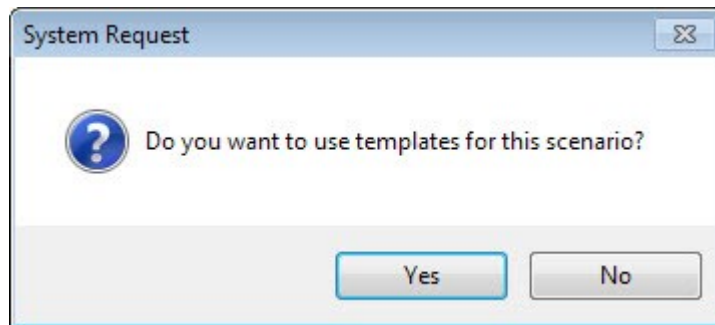 System Request
Do you want to use templates for this scenario?
Yes
No